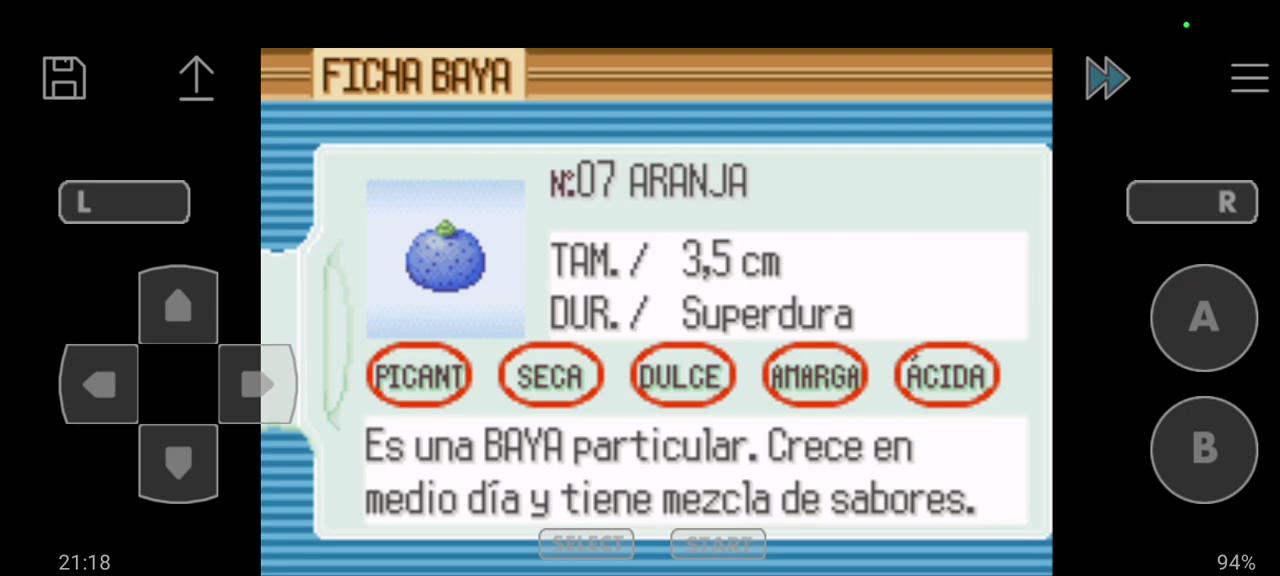 FICHA BAYA
L
R
Nº07 ARANJA
TAM. / 3,5 cm
DUR. / Superdura
PICANT SECA DULCE AMARGA ÁCIDA
A
Es una BAYA particular. Crece en
medio día y tiene mezcla de sabores.
B
SELECT START
21:18
94%